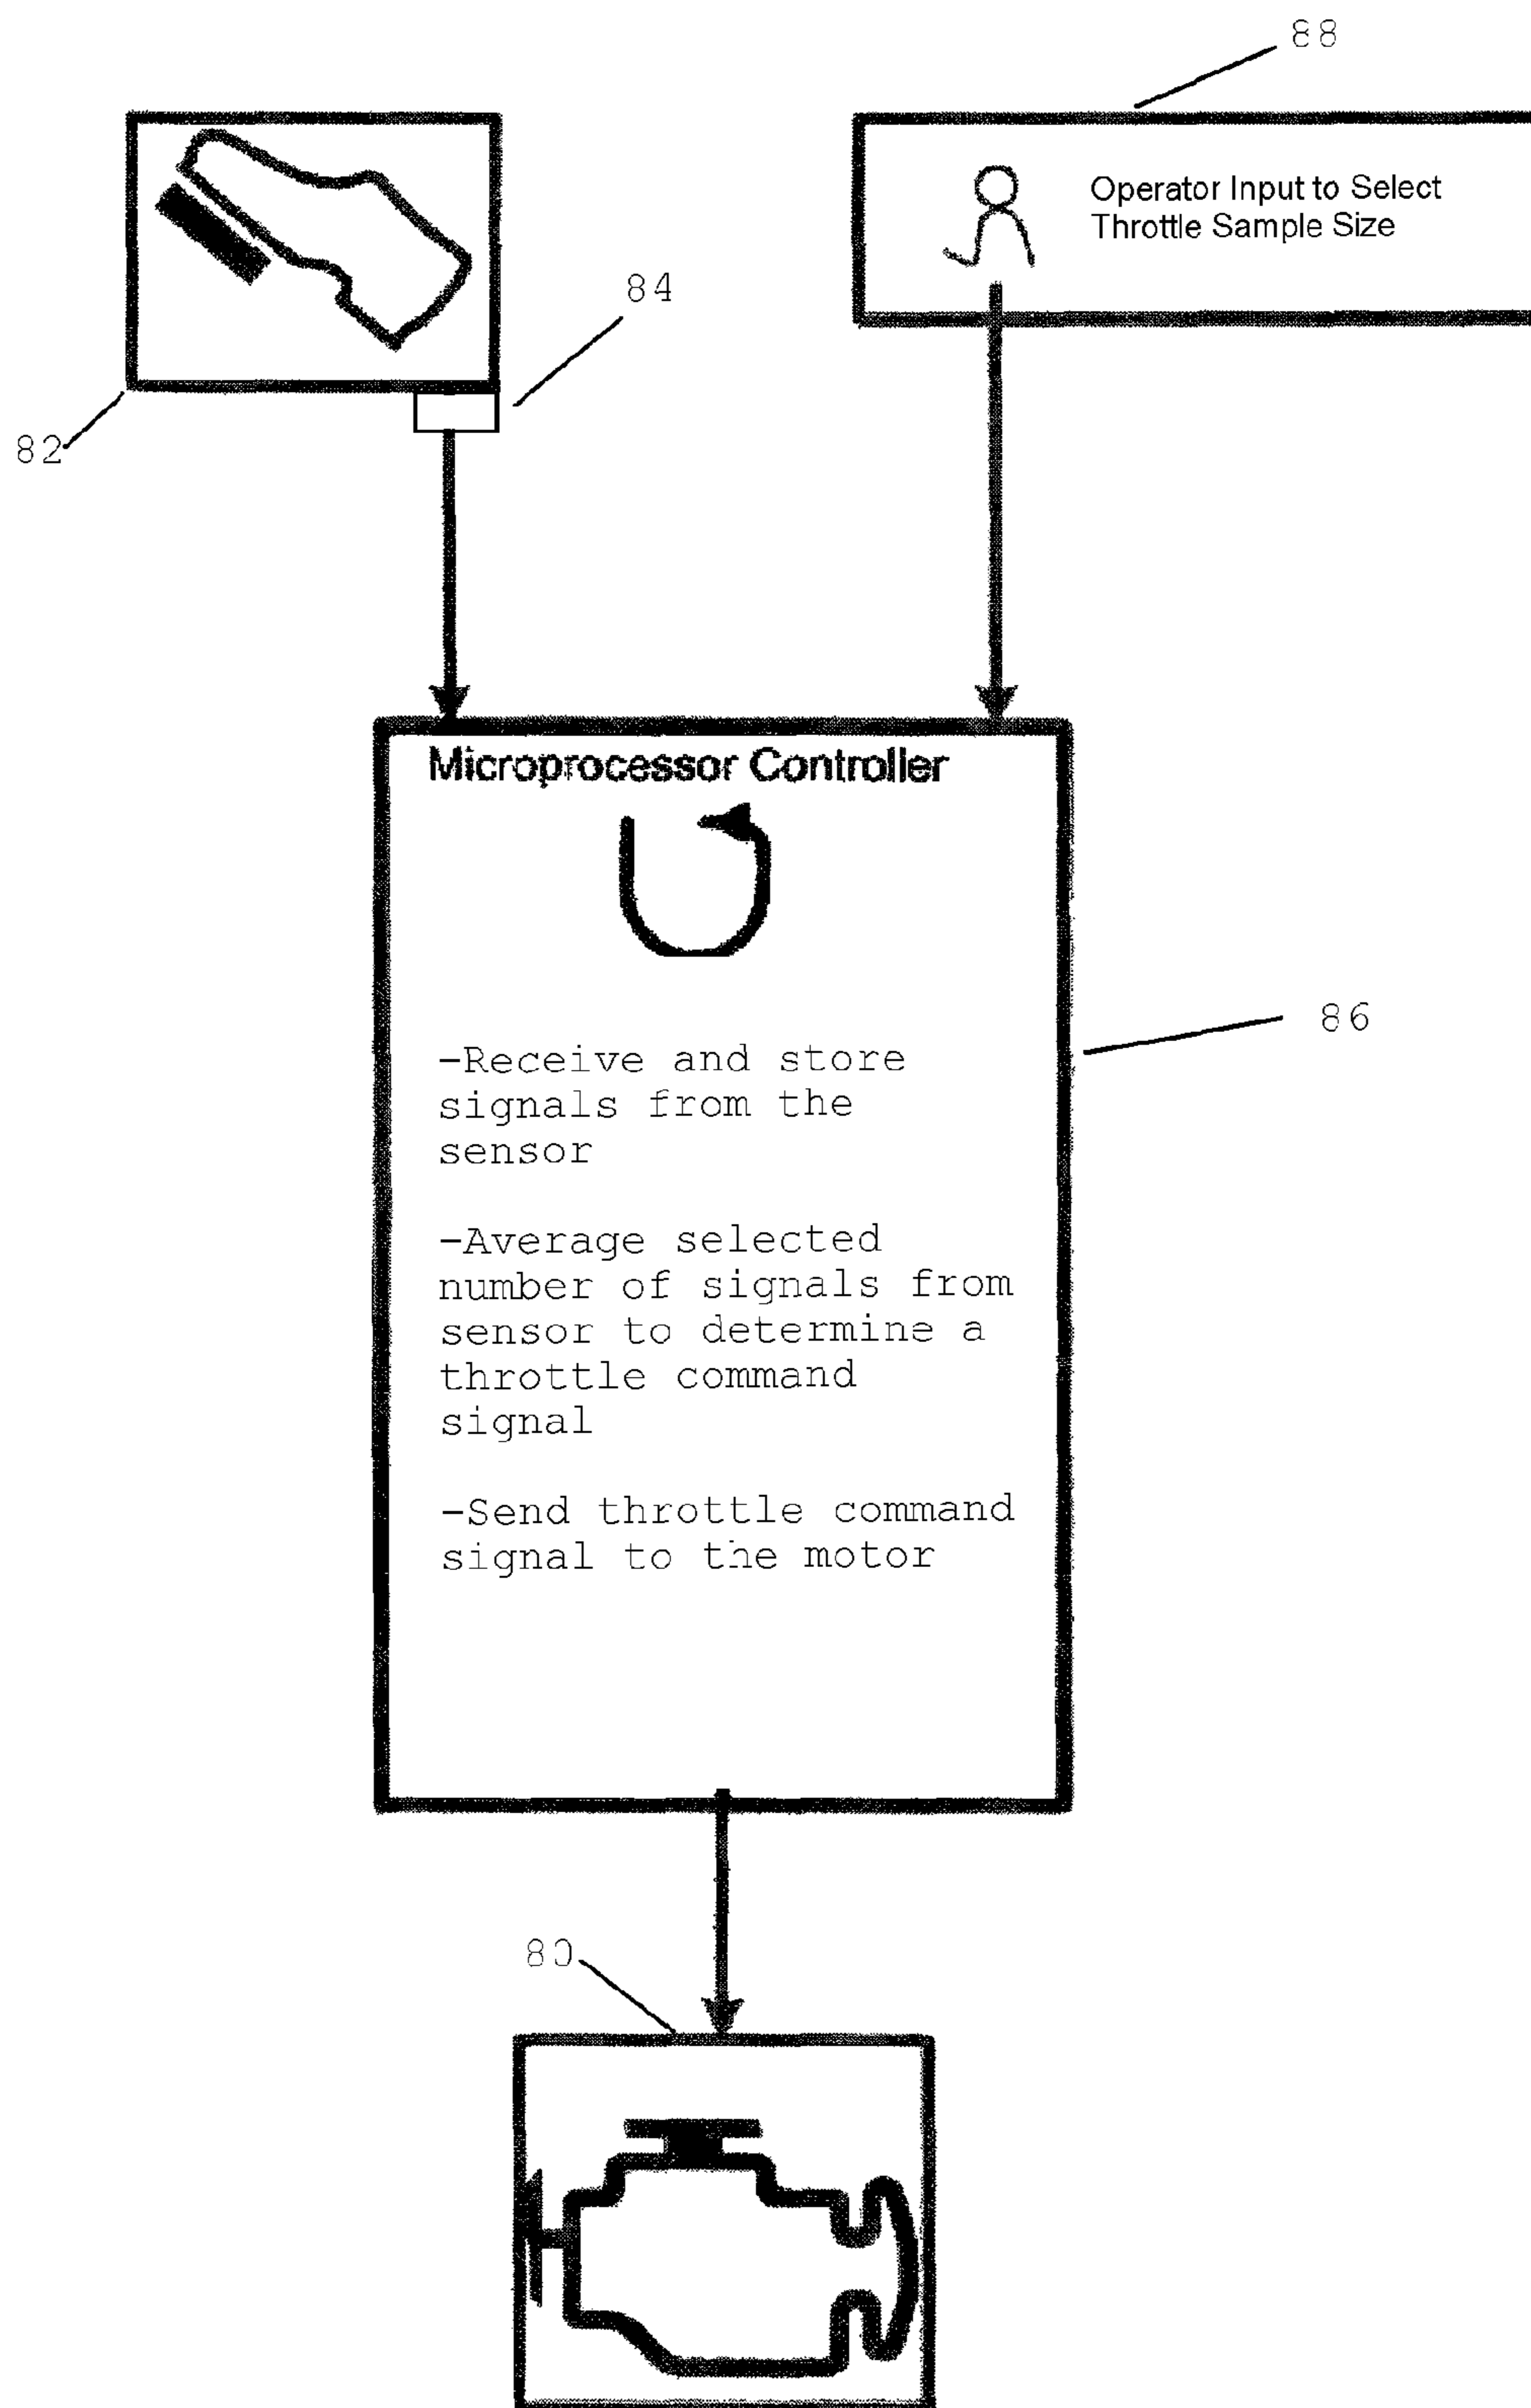 88
Operator Input to Select
Throttle Sample Size
84
82
Microprocessor Controller
86
-Receive and store
signals from the
sensor
-Average selected
number of signals from
sensor to determine a
throttle command
signal
-Send throttle command
signal to the motor
80